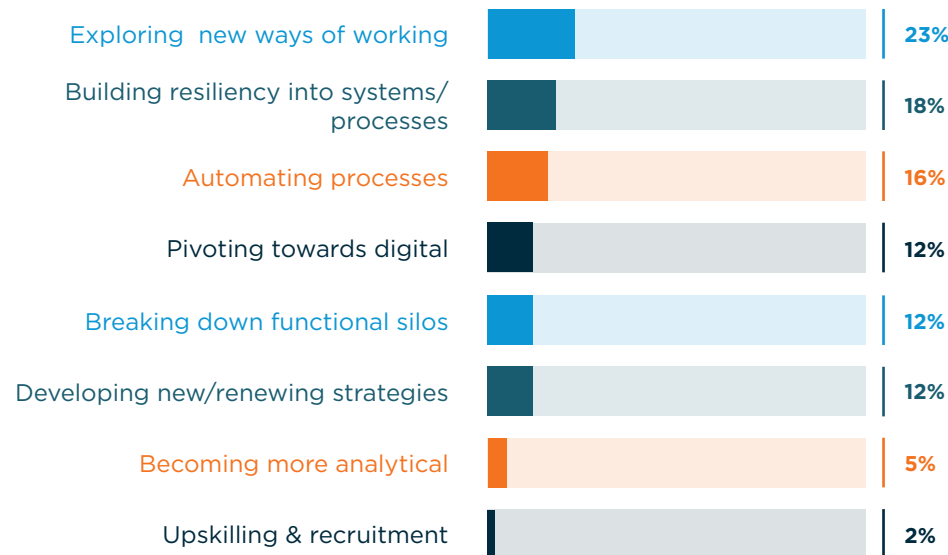 Exploring  new ways of working
23%
Building resiliency into systems/
processes
18%
Automating processes
16%
Pivoting towards digital
12%
Breaking down functional silos
12%
Developing new/renewing strategies
12%
Becoming more analytical
5%
Upskilling & recruitment
2%